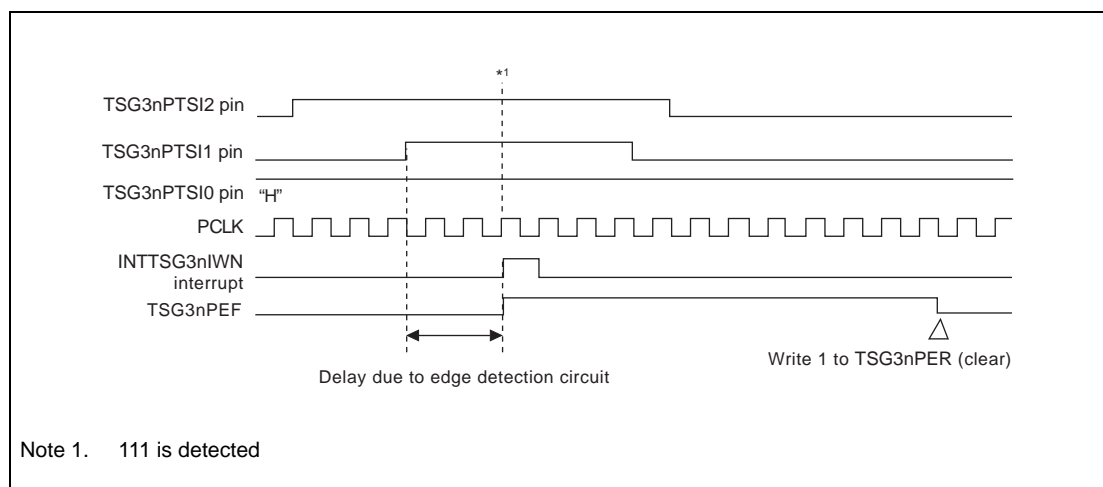 *1
TSG3nPTSI2 pin
TSG3nPTSI1 pin
TSG3nPTSI0 pin "H"
PCLK
INTTSG3nIWN
interrupt
TSG3nPEF
Write 1 to TSG3nPER (clear)
Delay due to edge detection circuit
Note 1. 111 is detected